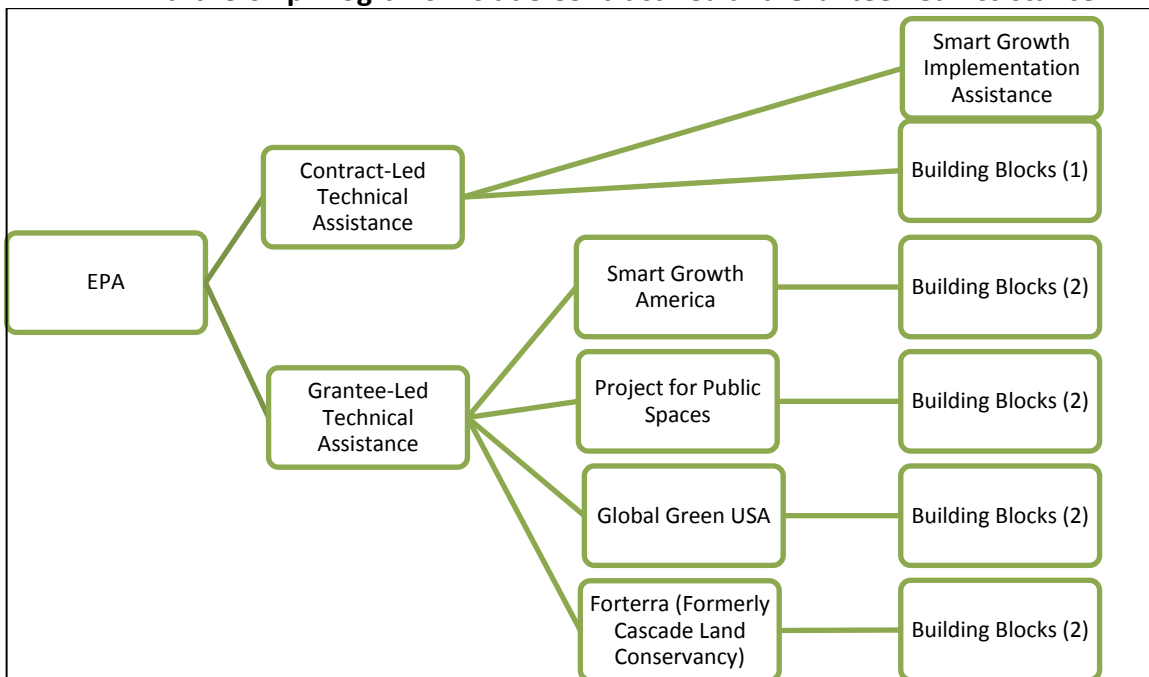 Smart Growth
Implementation
Assistance
Contract-Led
Technical
Assistance
Building Blocks (1)
EPA
Smart Growth
America
Building Blocks (2)
Grantee-Led
Technical
Assistance
Project for Public
Spaces
Building Blocks (2)
Global Green USA
Building Blocks (2)
Forterra (Formerly
Cascade Land
Conservancy)
Building Blocks (2)